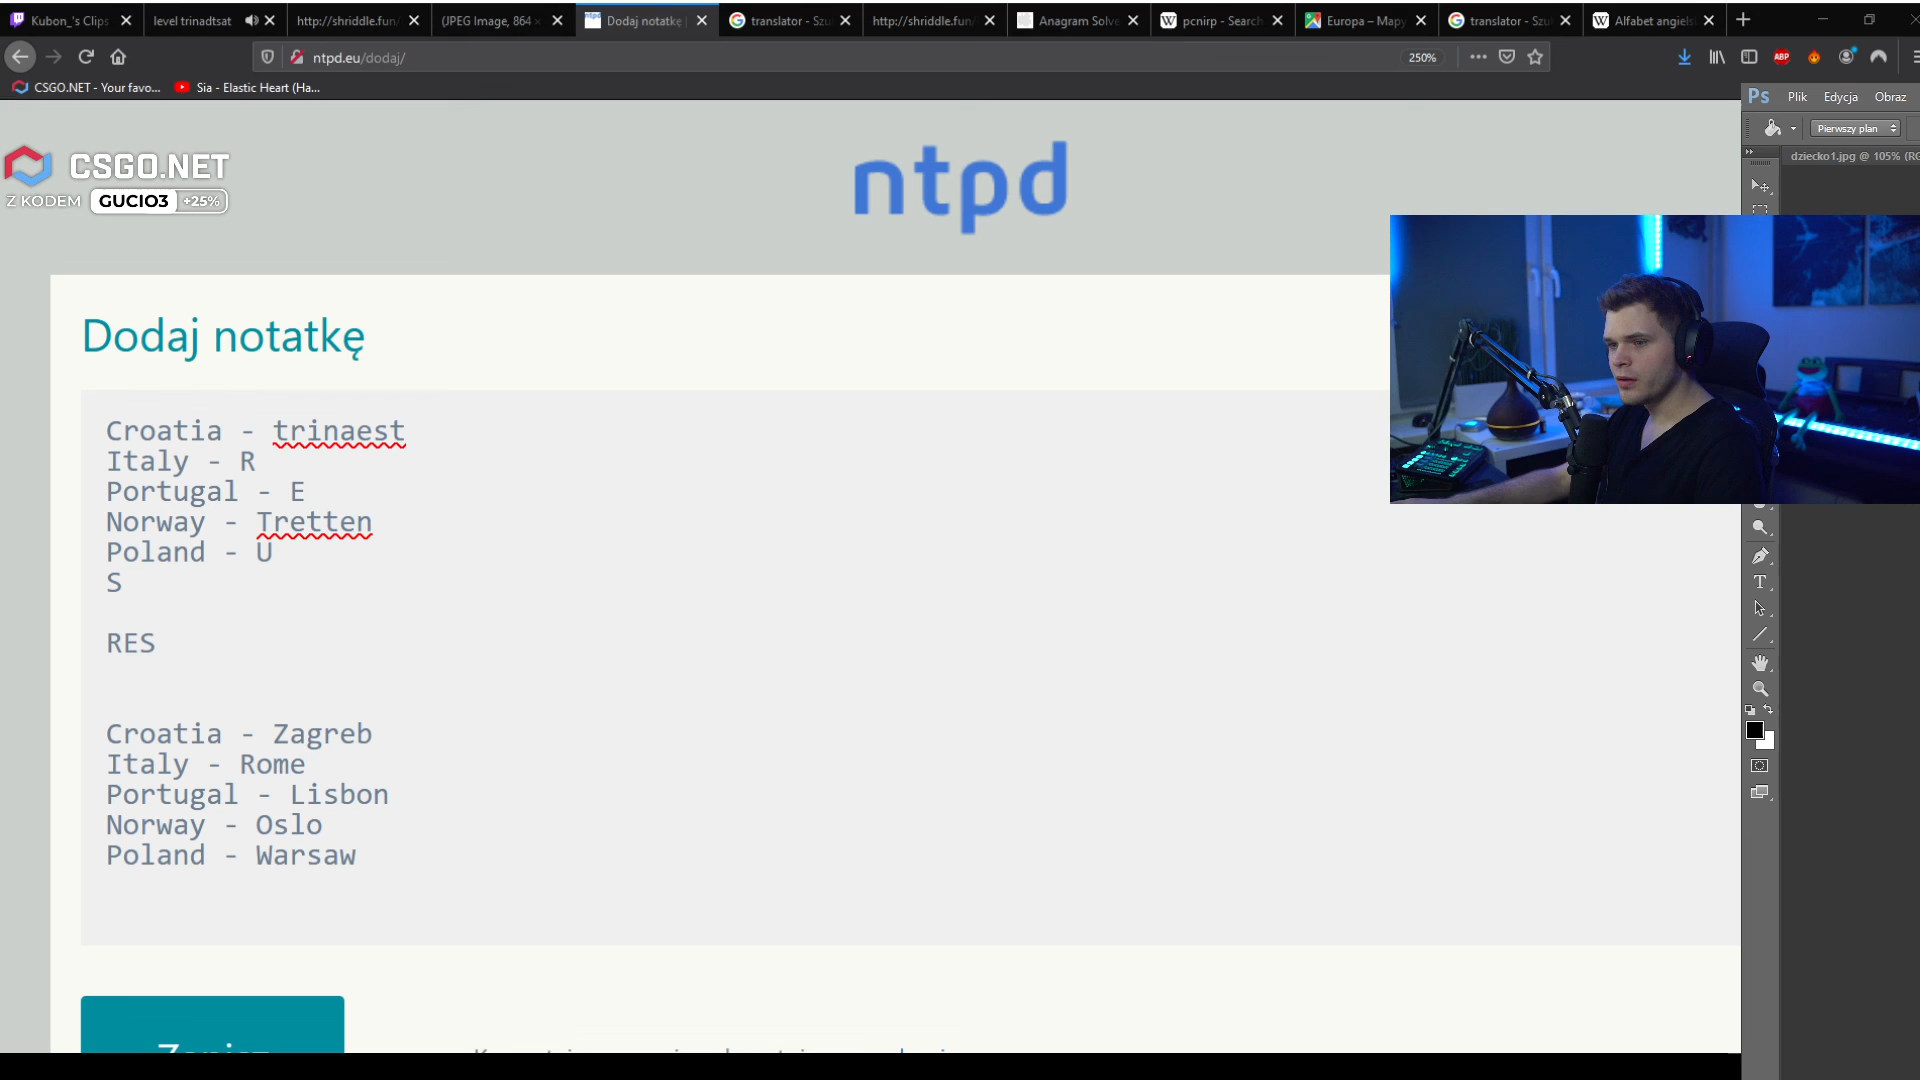 Kubon_'s Clips
level trinadtsat
http://shriddle.fun/
(JPEG Image, 864
Dodaj notatkę
translator - Szu
http://shriddle.fun/
Anagram Solve
pcnirp - Search
Europa – Mapy
translator - Szu
Alfabet angiels
ntpd.eu/dodaj/
250%
ABP
CSGO.NET - Your favo...
Sia - Elastic Heart (Ha...
Ps
Plik
Edycja
Obraz
Pierwszy plan
dziecko1.jpg @ 105% (RG
CSGO.NET
Z KODEM GUCIO3 +25%
ntpd
Dodaj notatkę
Croatia - trinaest
Italy - R
Portugal - E
Norway - Tretten
Poland - U
S
RES
Croatia - Zagreb
Italy - Rome
Portugal - Lisbon
Norway - Oslo
Poland - Warsaw